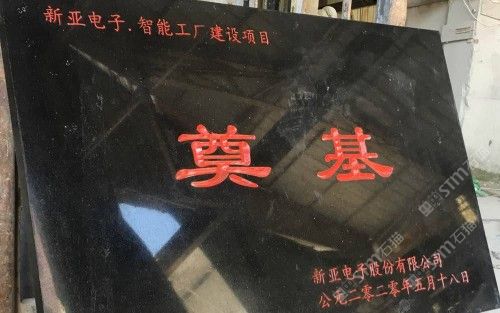 新亚电子.智能工厂建设项目
奠基
新亚电子股份有限公司
公元二零二零年五月十八日